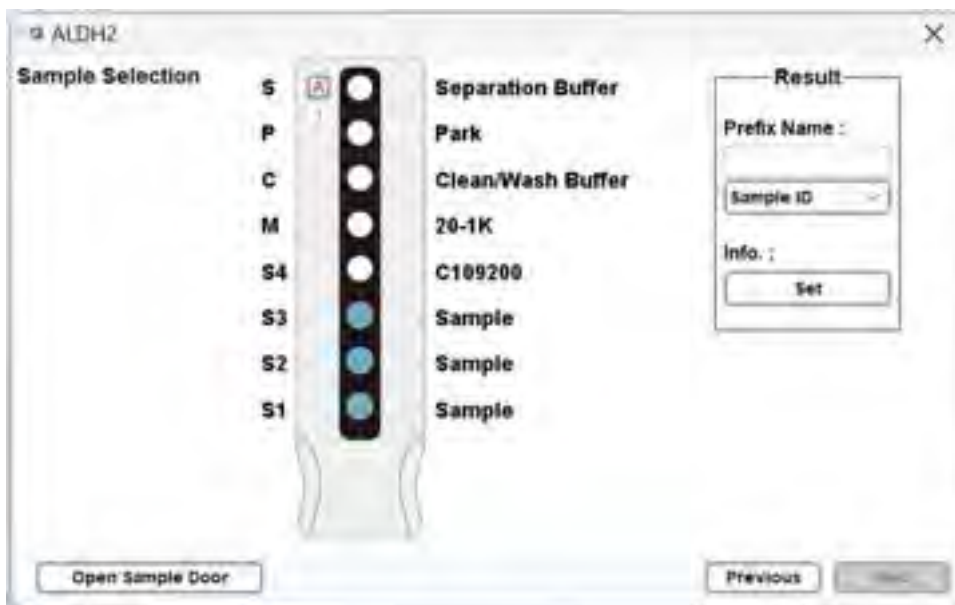 ALDH2
Sample Selection
S A Separation Buffer
P Park
C Clean/Wash Buffer
M 20-1K
S4 C109200
S3 Sample
S2 Sample
S1 Sample
Result
Prefix Name :
Sample ID
Info. :
Set
Open Sample Door
Previous